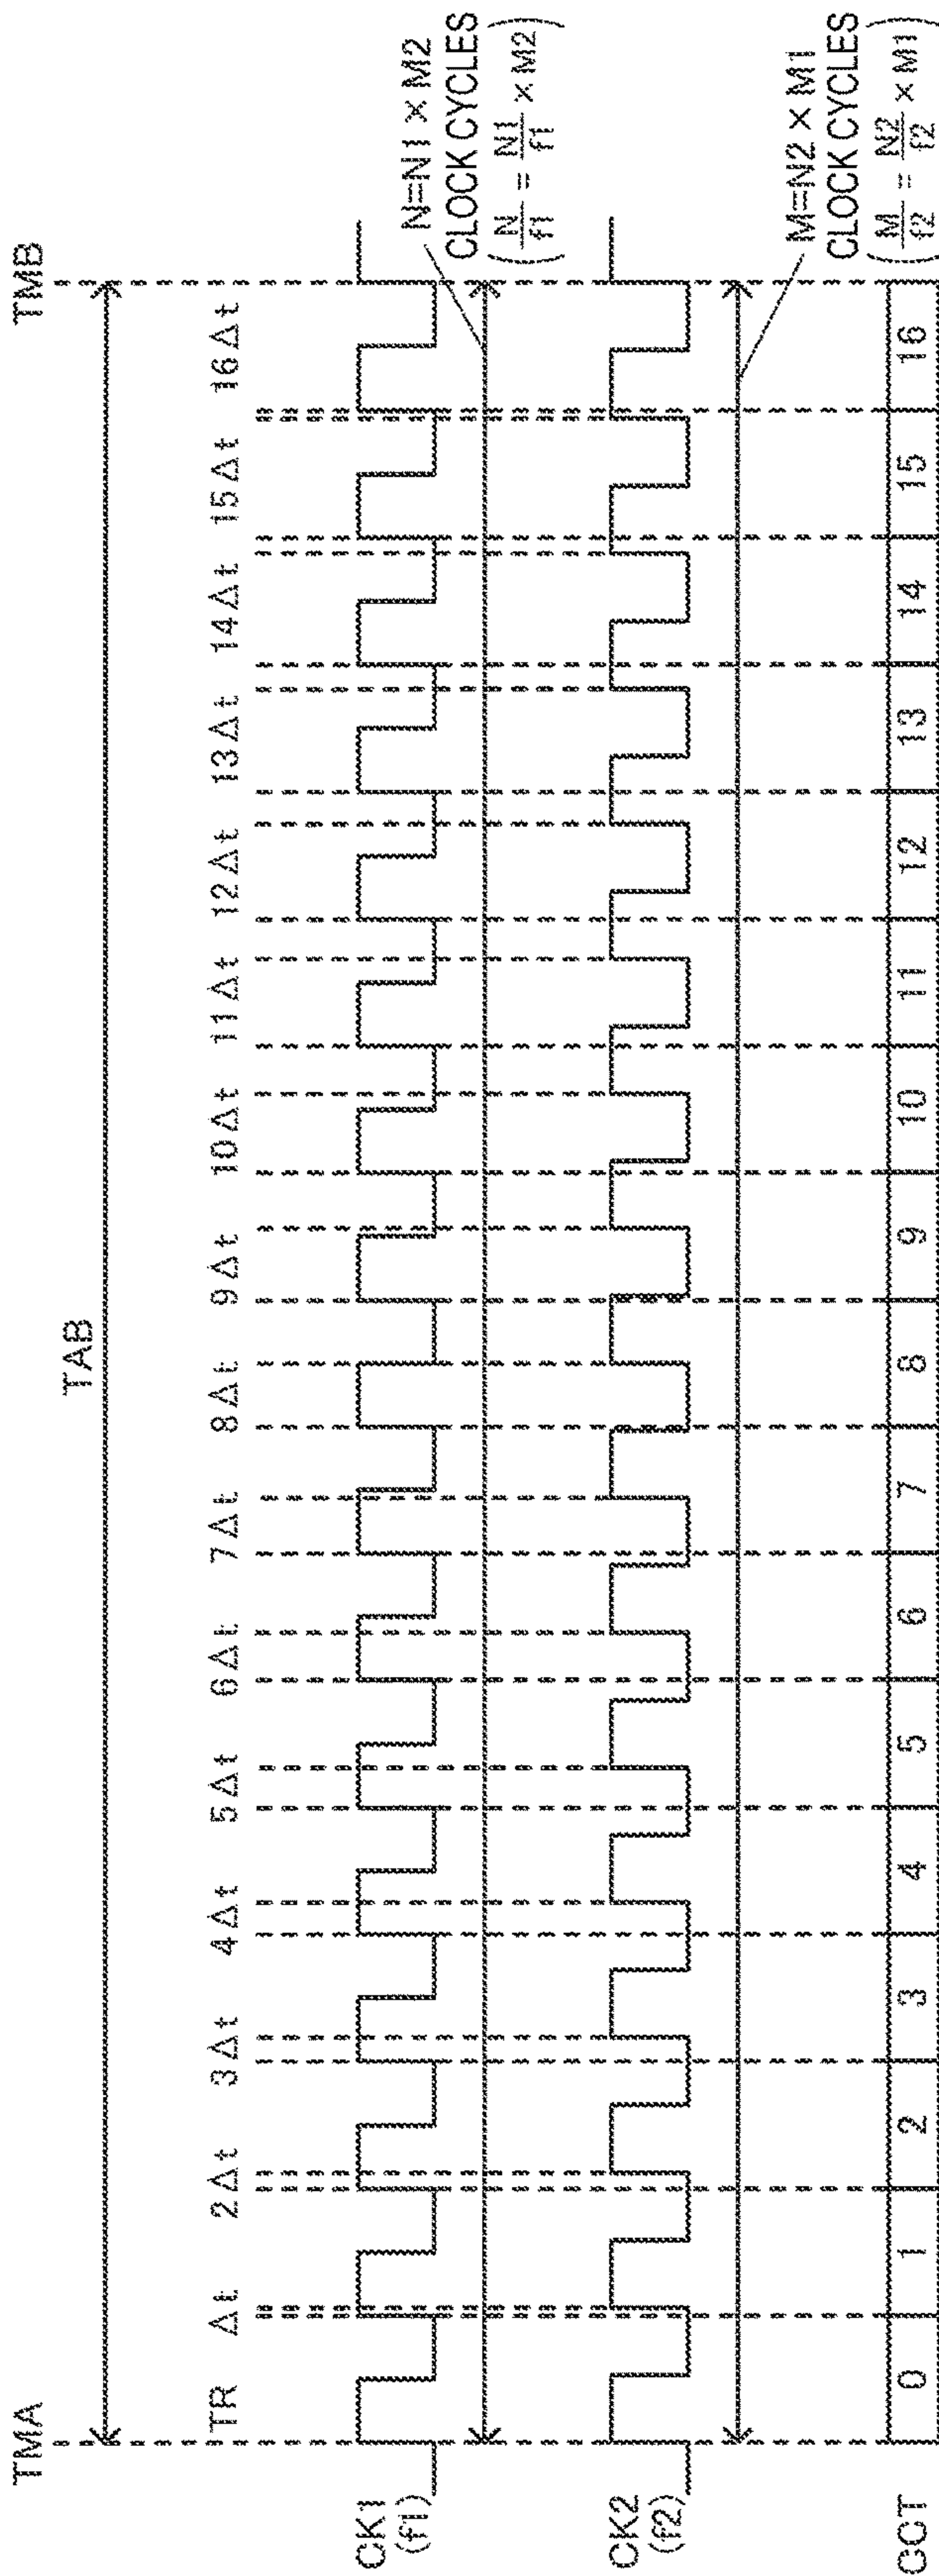 TMA TMB
TAB
TR Δt 2Δt 3Δt 4Δt 5Δt 6Δt 7Δt 8Δt 9Δt 10Δt 11Δt 12Δt 13Δt 14Δt 15Δt 16Δt
CK1
(f1)
N=N1 × M2
CLOCK CYCLES
(N/f1 = N1/f1 × M2)
CK2
(f2)
M=N2 × M1
CLOCK CYCLES
(M/f2 = N2/f2 × M1)
CCT 0 1 2 3 4 5 6 7 8 9 10 11 12 13 14 15 16